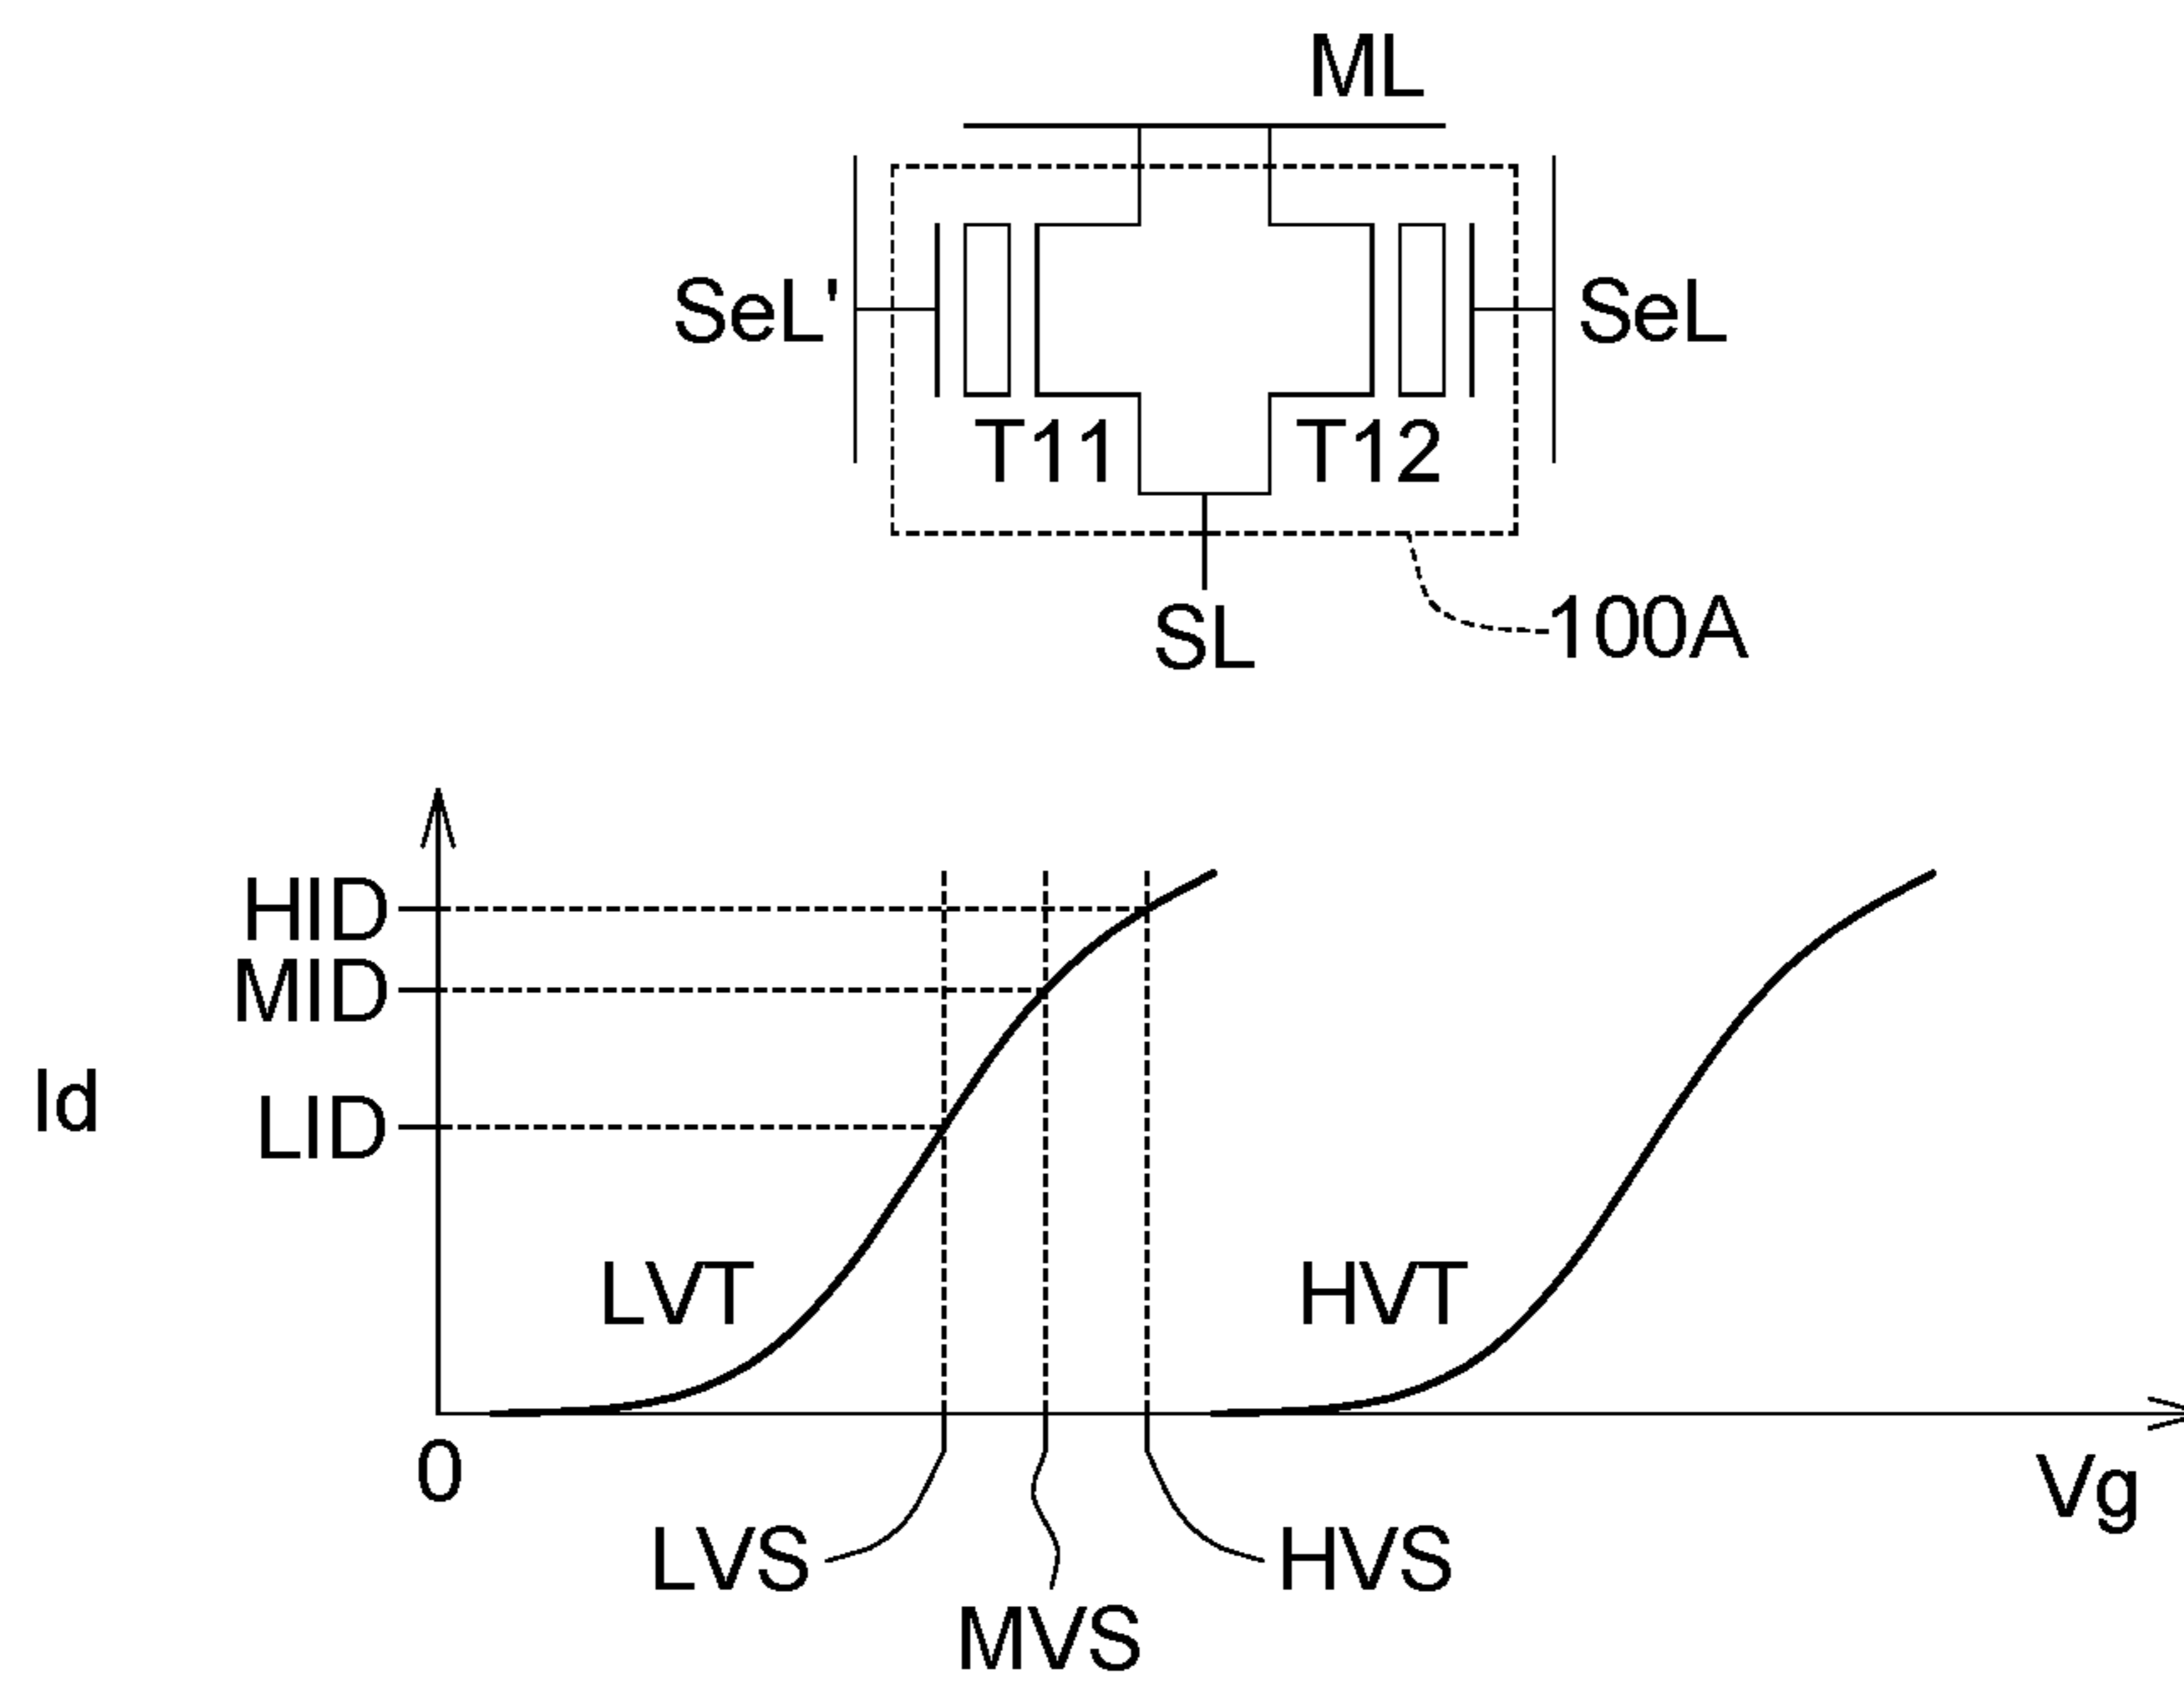 ML
SeL'
SeL
T11
T12
SL
100A
HID
MID
Id
LID
LVT
HVT
0
Vg
LVS
HVS
MVS